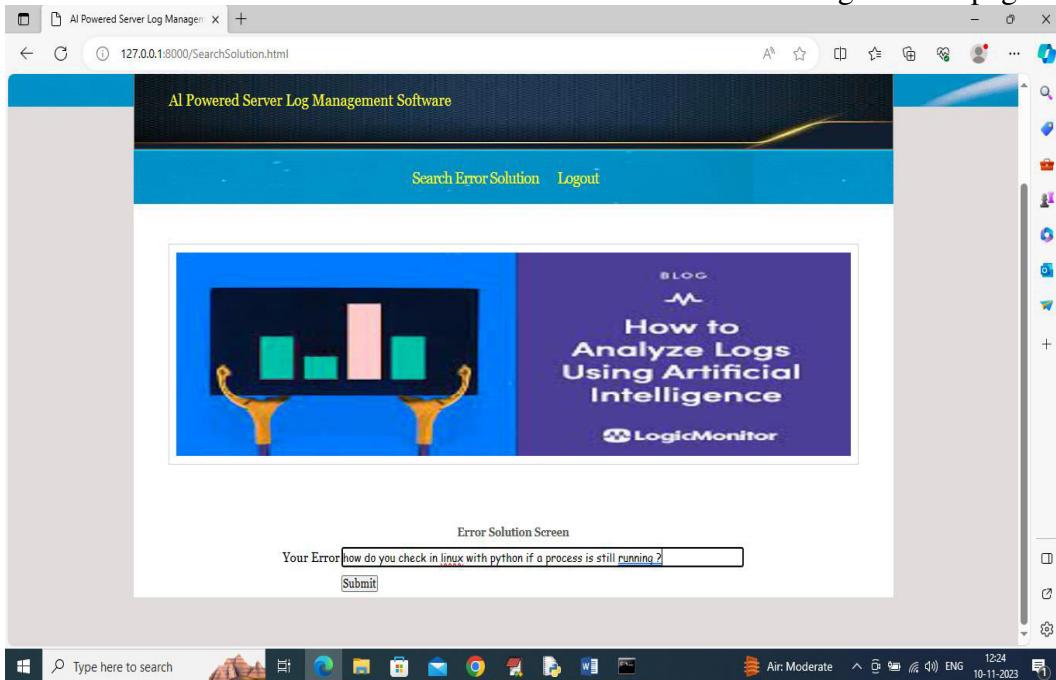 AI Powered Server Log Managem
127.0.0.1:8000/SearchSolution.html
AI Powered Server Log Management Software
Search Error Solution Logout
BLOG
How to
Analyze Logs
Using Artificial
Intelligence
LogicMonitor
Error Solution Screen
Your Error how do you check in linux with python if a process is still running ?
Submit
Type here to search
Air: Moderate
ENG
12:24
10-11-2023